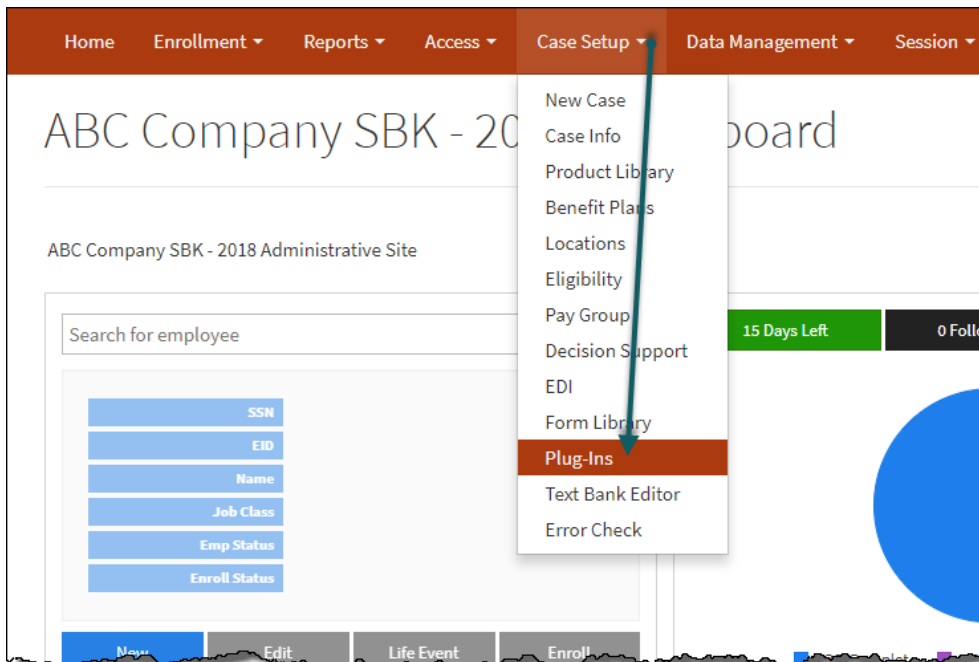 Home Enrollment Reports Access Case Setup Data Management Session
New Case
ABC Company SBK - 20 board
Case Info
Product Library
Benefit Plans
Locations
ABC Company SBK - 2018 Administrative Site
Eligibility
Pay Group
Search for employee
15 Days Left 0 Foll
Decision Support
EDI
SSN
Form Library
EID
Plug-Ins
Name
Text Bank Editor
Job Class
Error Check
Emp Status
Enroll Status
New Edit Life Event Enroll